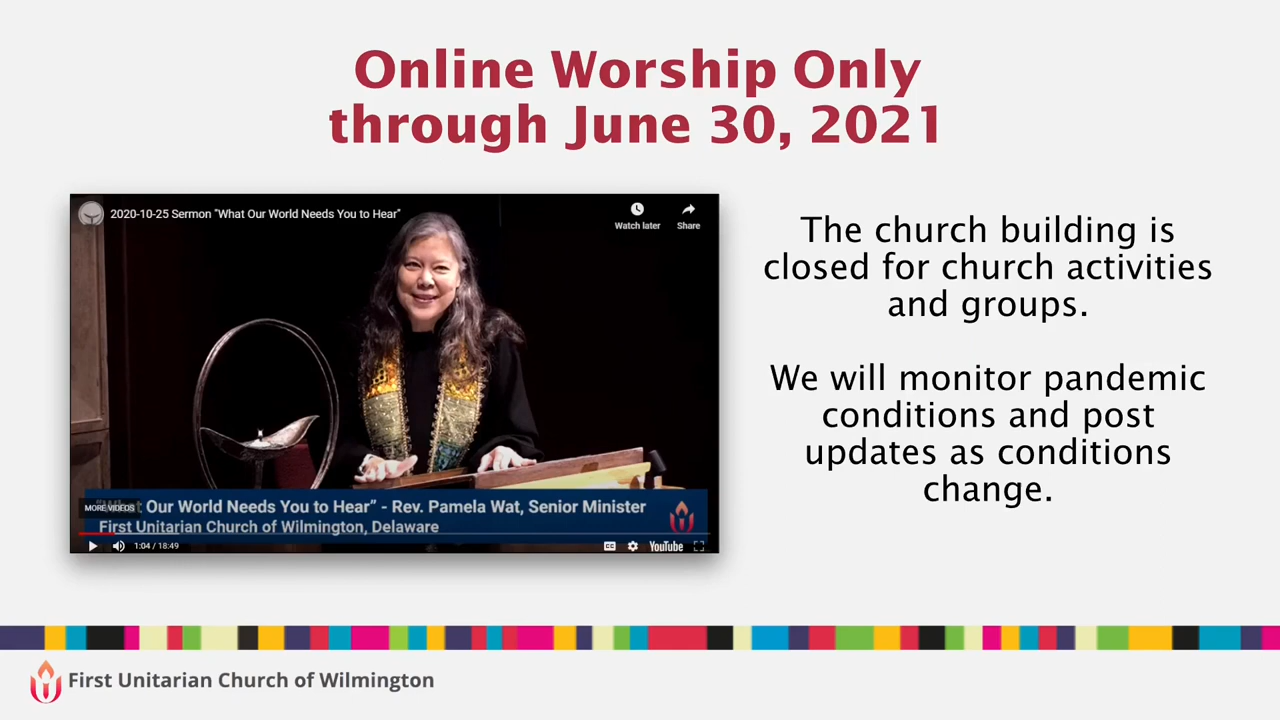 Online Worship Only
through June 30, 2021
2020-10-25 Sermon "What Our World Needs You to Hear"
Watch later
Share
The church building is
closed for church activities
and groups.
We will monitor pandemic
conditions and post
updates as conditions
change.
MORE VIDEOS
"What Our World Needs You to Hear" - Rev. Pamela Wat, Senior Minister
First Unitarian Church of Wilmington, Delaware
1:04 / 18:49
CC
YouTube
First Unitarian Church of Wilmington